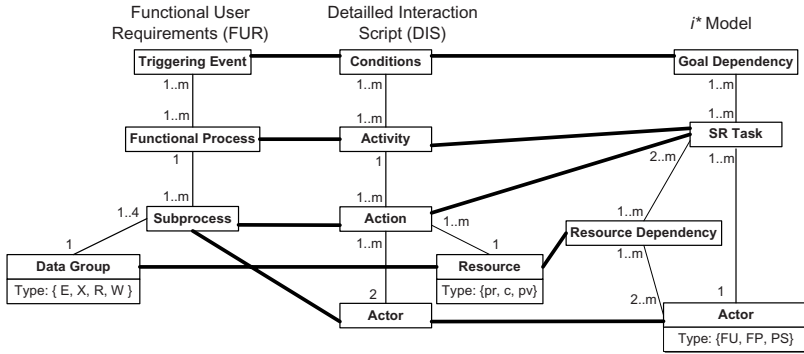 Functional User
Requirements (FUR)
Detailled Interaction
Script (DIS)
i* Model
Triggering Event
Conditions
Goal Dependency
1..m
1..m
1..m
1..m
1..m
1..m
Functional Process
Activity
SR Task
1
1
2..m
1..m
1..m
1..m
1..m
1..4
Subprocess
Action
1..m
Resource Dependency
1..m
1..m
1
1
Data Group
Resource
Type: { E, X, R, W }
Type: {pr, c, pv}
2
2..m
1
Actor
Actor
Type: {FU, FP, PS}